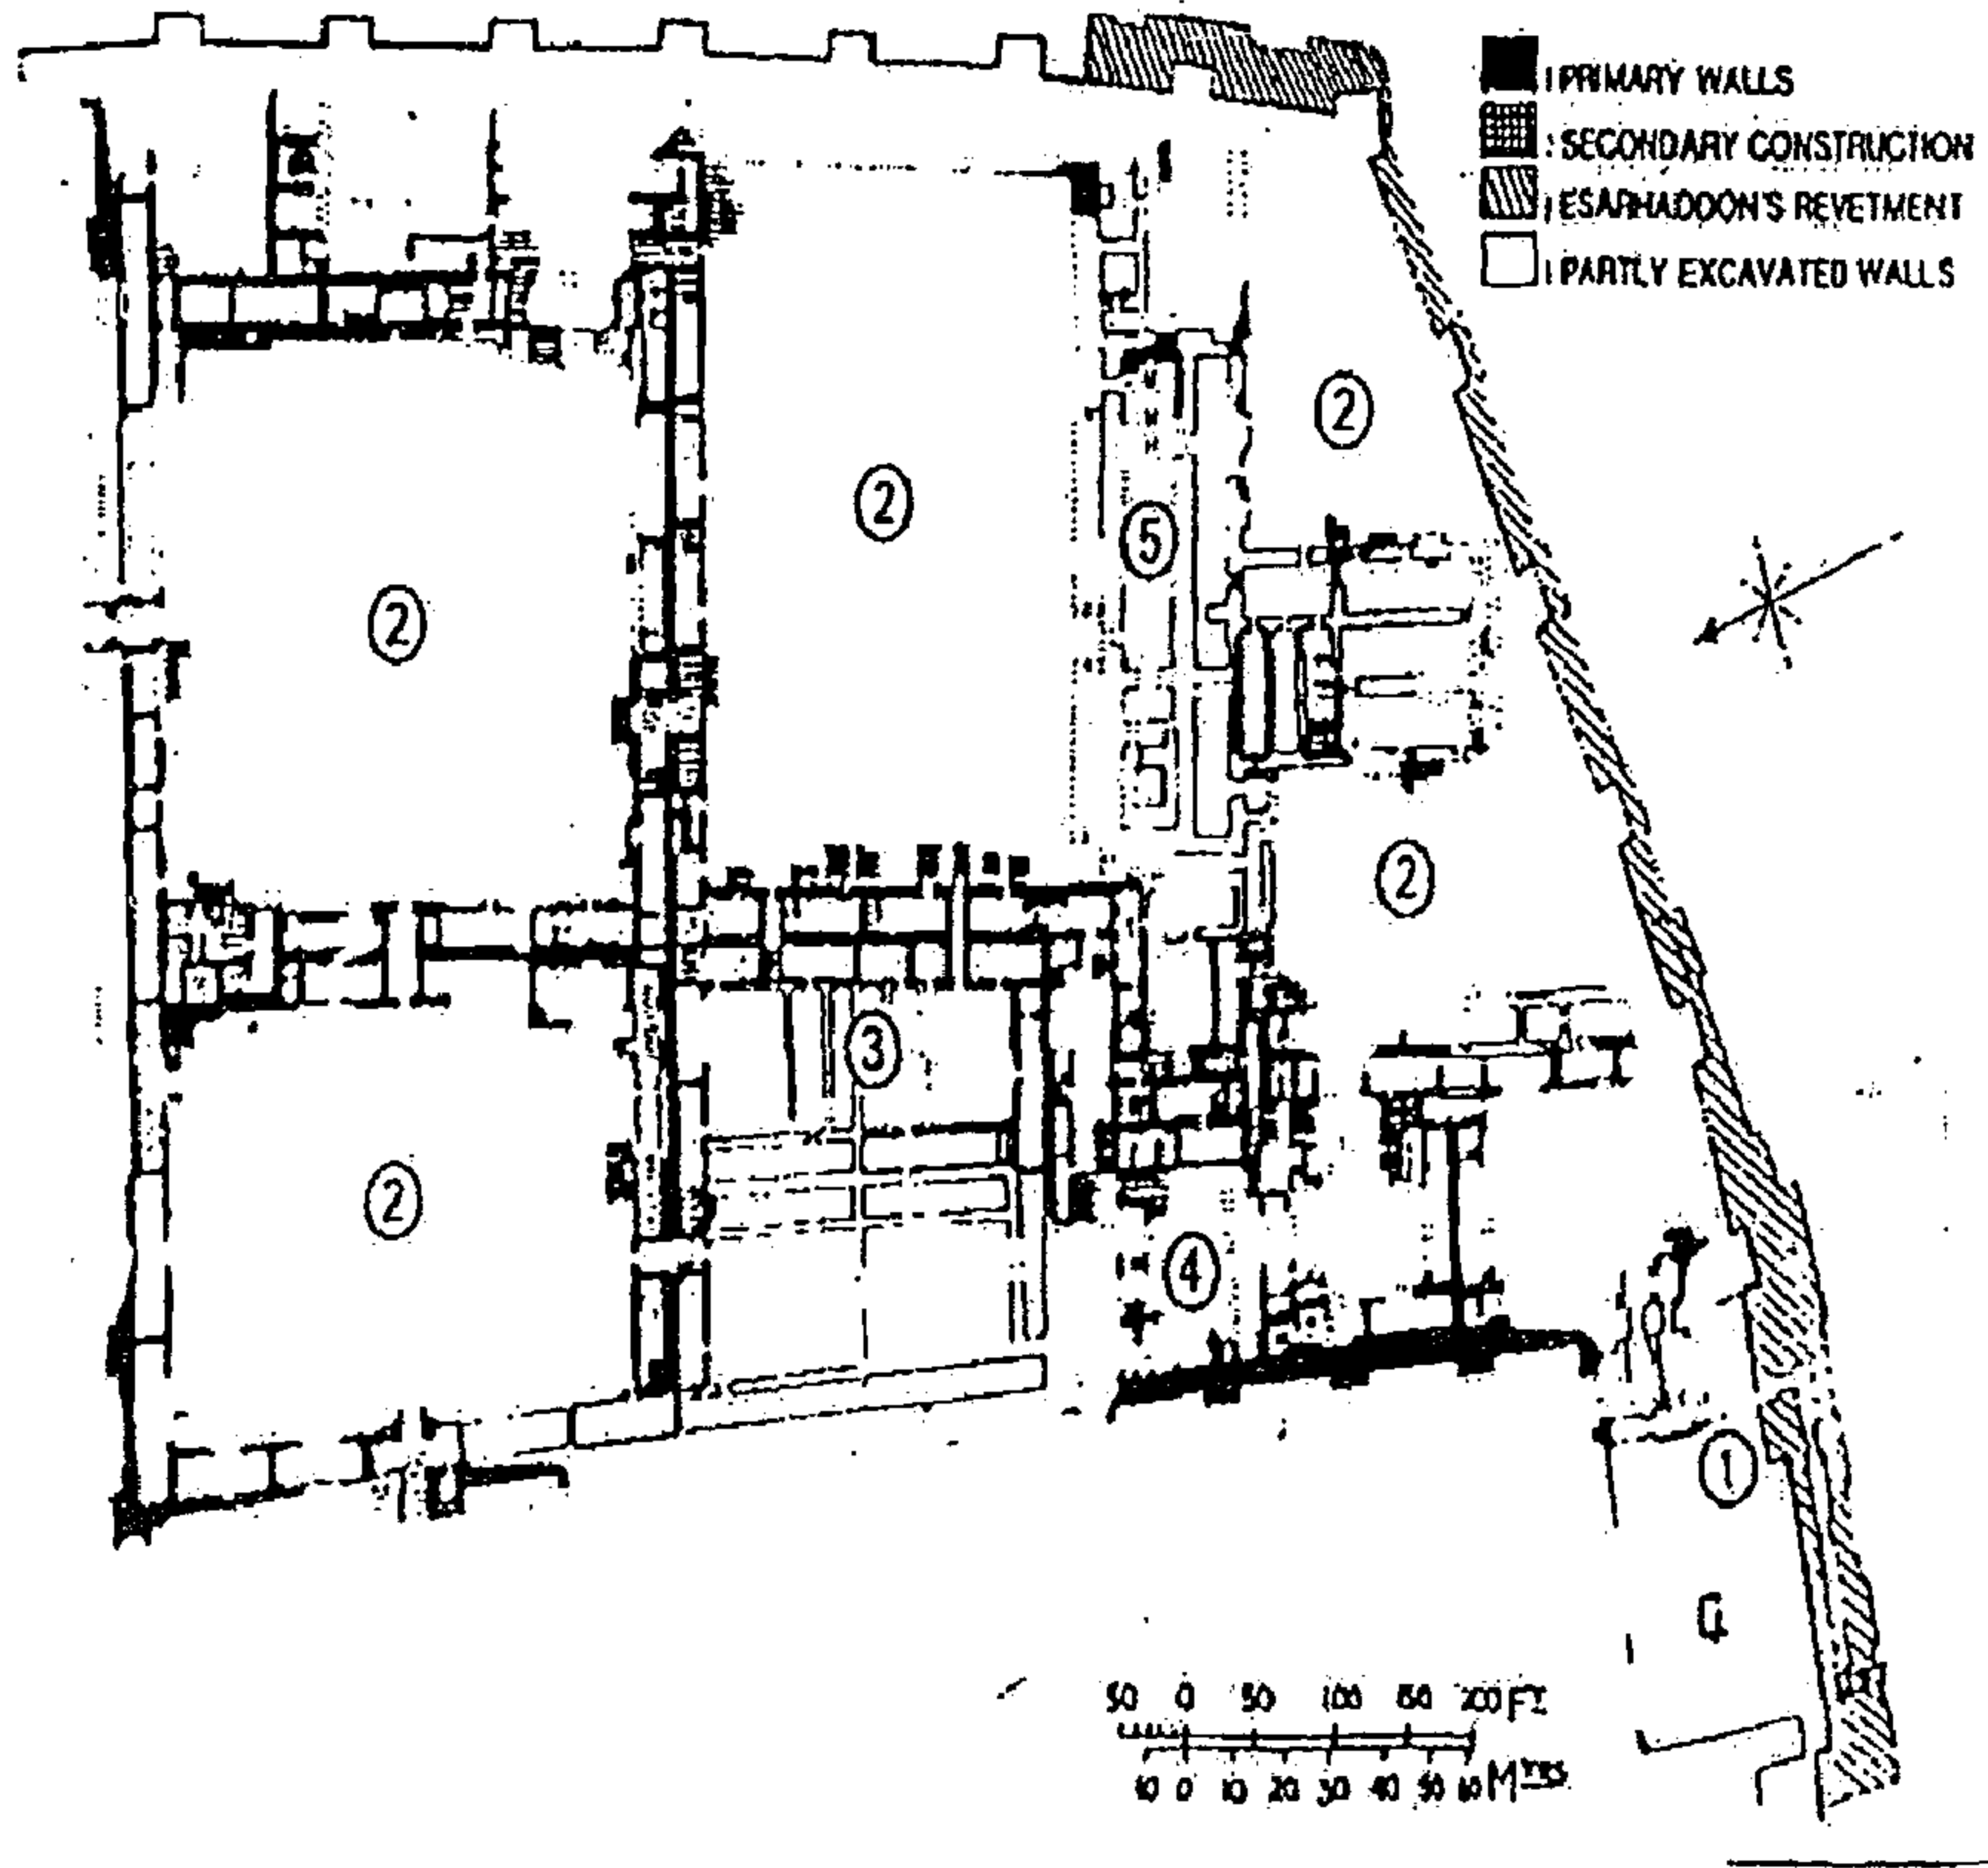 : PRIMARY WALLS
: SECONDARY CONSTRUCTION
: ESARHADDON'S REVETMENT
: PARTLY EXCAVATED WALLS
2
2
5
2
2
3
2
4
1
50 0 50 100 150 200 FT
10 0 10 20 30 40 50 60 MTRS